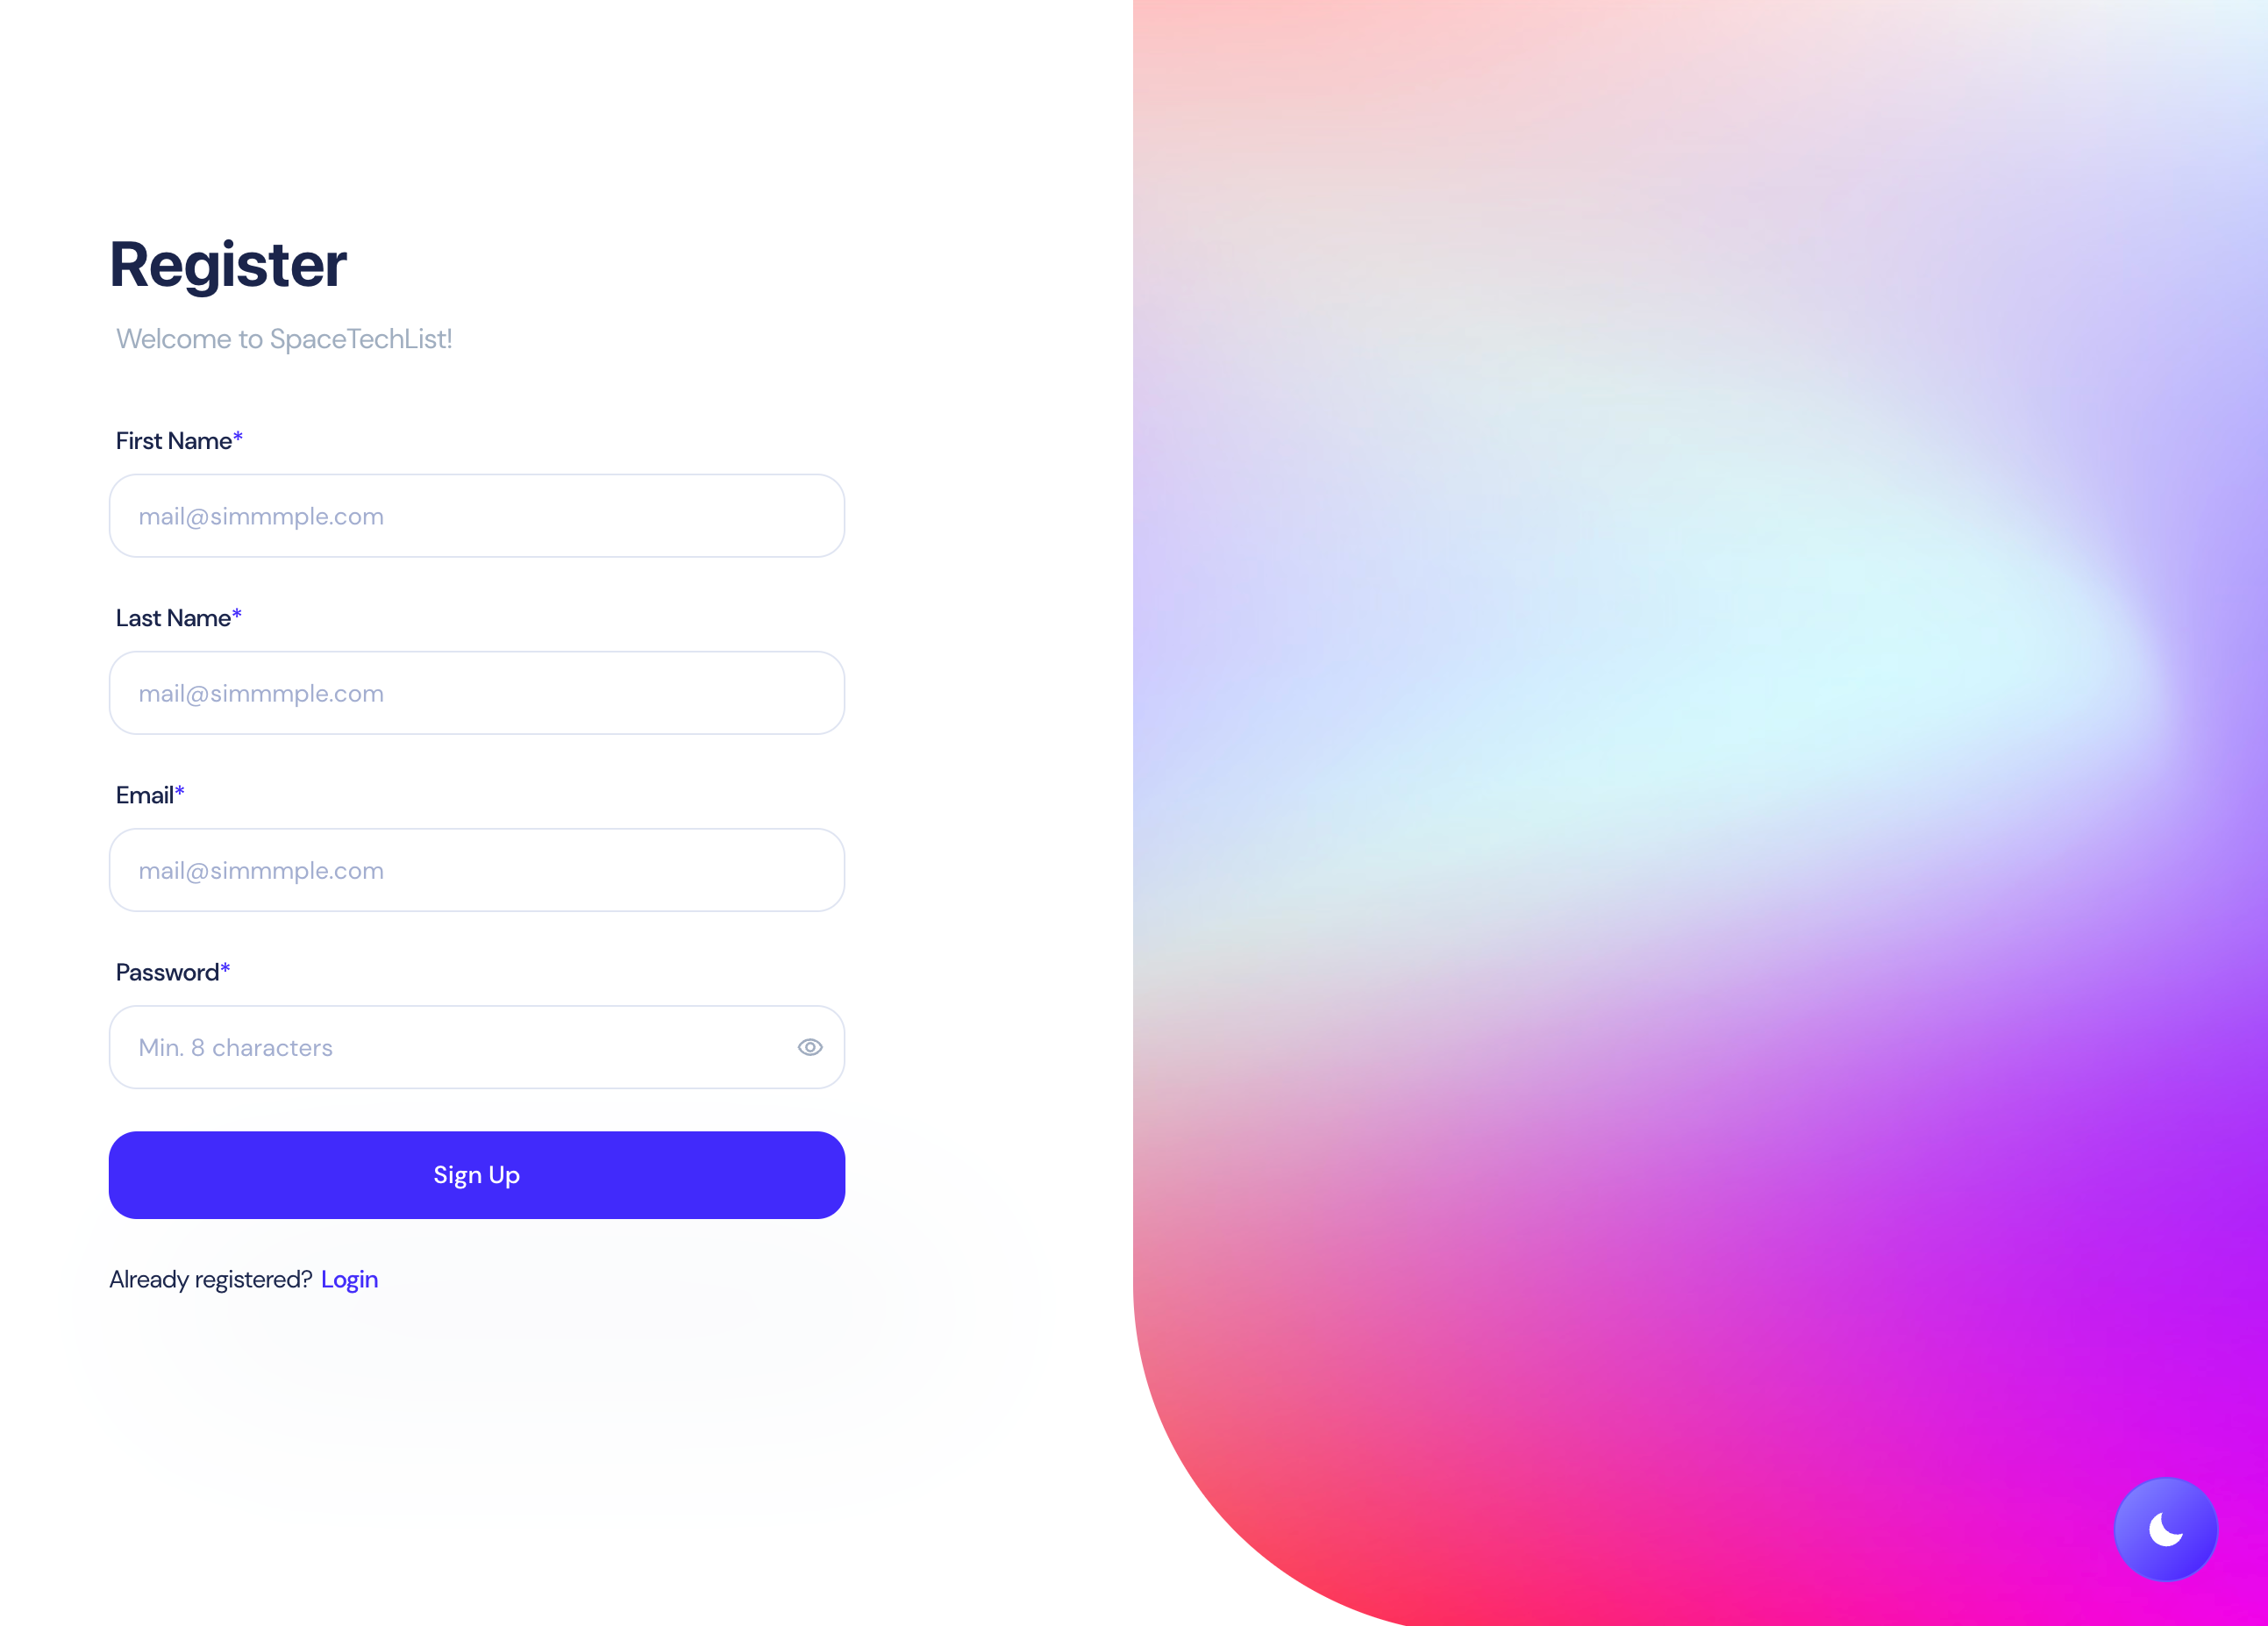 Register
Welcome to SpaceTechList!
First Name*
mail@simmmple.com
Last Name*
mail@simmmple.com
Email*
mail@simmmple.com
Password*
Min. 8 characters
Sign Up
Already registered? Login